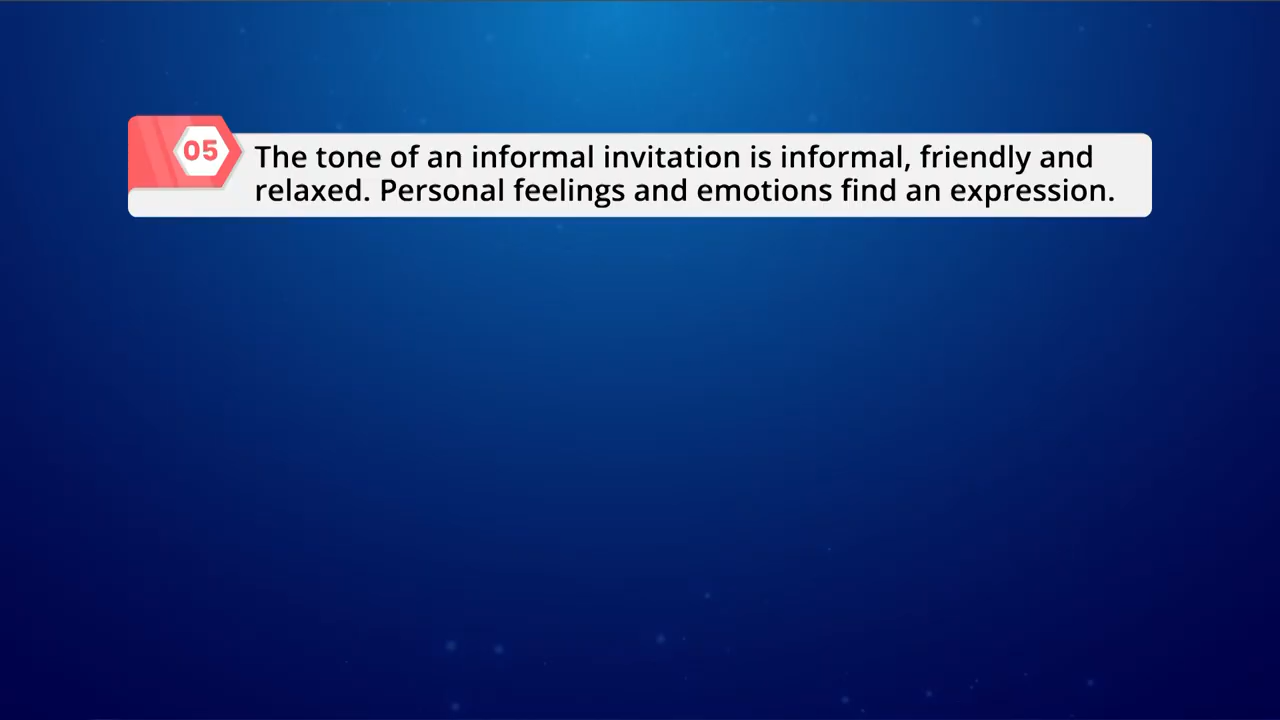 05
The tone of an informal invitation is informal, friendly and
relaxed. Personal feelings and emotions find an expression.